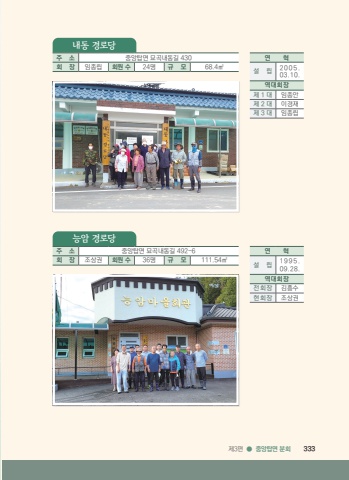 내동 경로당
주 소 중앙탑면 묘곡내동길 430
회 장 임종립 회원 수 24명 규 모 68.4㎡
연 혁
설 립 2005.
03.10.
역대회장
제 1 대 임종안
제 2 대 이경재
제 3 대 임종립
능암 경로당
주 소 중앙탑면 묘곡내동길 492-6
회 장 조상권 회원 수 36명 규 모 111.54㎡
연 혁
설 립 1995.
09.28.
역대회장
전회장 김흥수
현회장 조상권
능암마을회관
제3편 ● 중앙탑면 문화 333